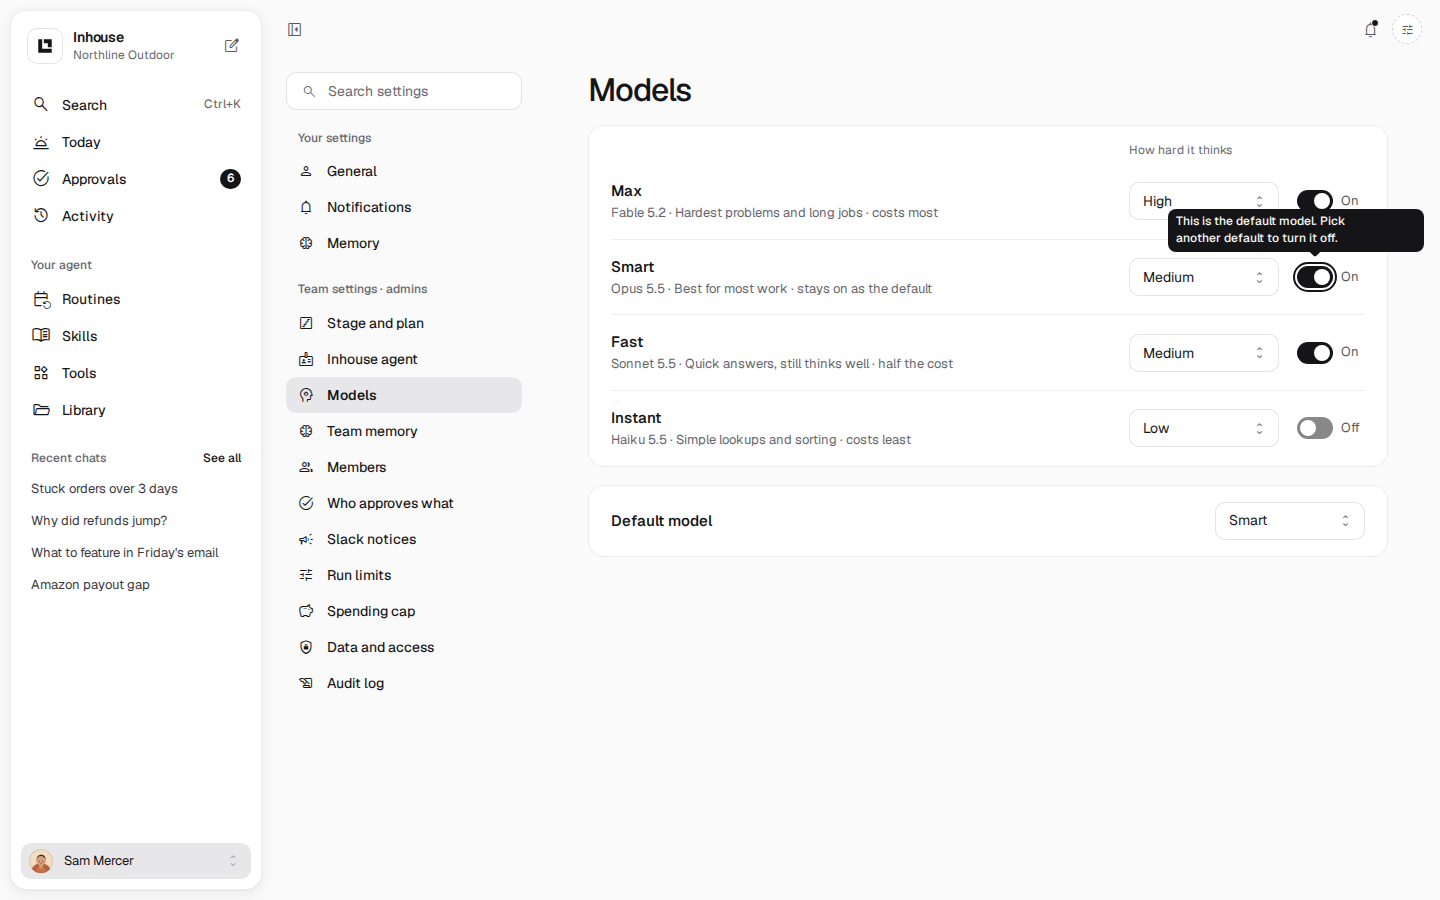 Inhouse
Northline Outdoor
Search Ctrl+K
Today
Approvals 6
Activity
Your agent
Routines
Skills
Tools
Library
Recent chats See all
Stuck orders over 3 days
Why did refunds jump?
What to feature in Friday's email
Amazon payout gap
Sam Mercer
Search settings
Your settings
General
Notifications
Memory
Team settings · admins
Stage and plan
Inhouse agent
Models
Team memory
Members
Who approves what
Slack notices
Run limits
Spending cap
Data and access
Audit log
Models
How hard it thinks
Max
Fable 5.2 · Hardest problems and long jobs · costs most
High On
This is the default model. Pick
another default to turn it off.
Smart
Opus 5.5 · Best for most work · stays on as the default
Medium On
Fast
Sonnet 5.5 · Quick answers, still thinks well · half the cost
Medium On
Instant
Haiku 5.5 · Simple lookups and sorting · costs least
Low Off
Default model Smart